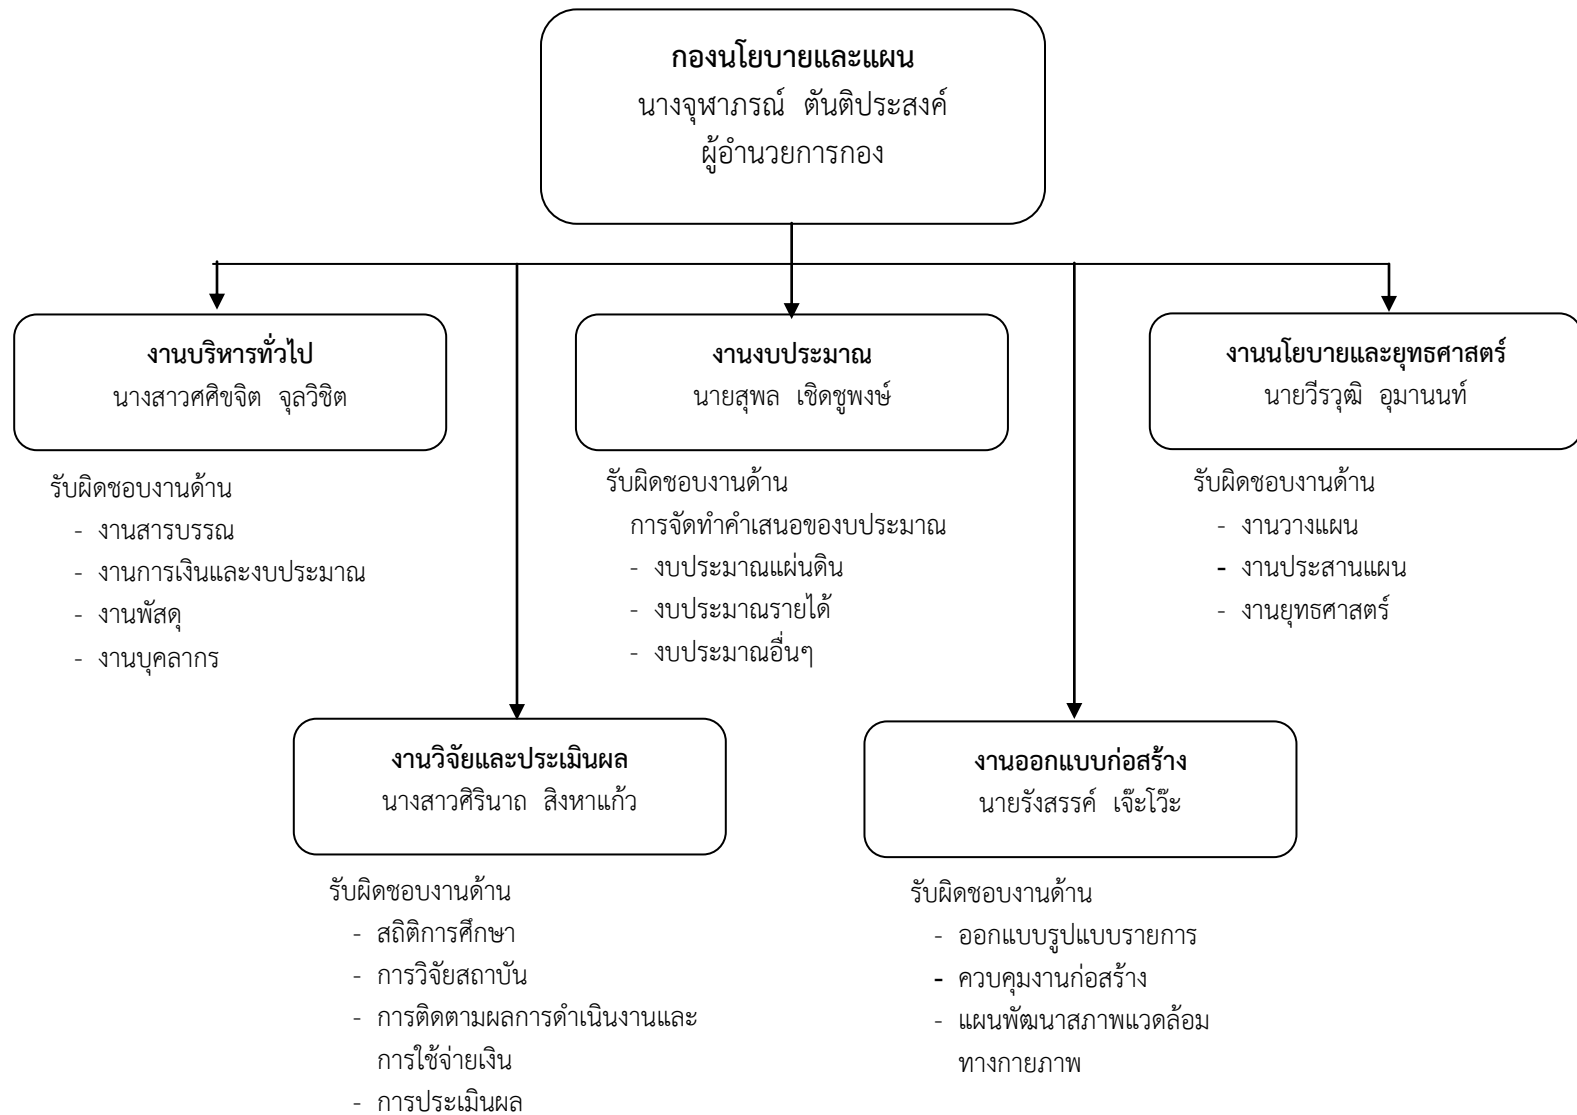 กองนโยบายและแผน
นางจุฬาภรณ์ ตันติประสงค์
ผู้อำนวยการกอง
งานบริหารทั่วไป
นางสาวศศิขจิต จุลวิชิต
รับผิดชอบงานด้าน
- งานสารบรรณ
- งานการเงินและงบประมาณ
- งานพัสดุ
- งานบุคลากร
งานงบประมาณ
นายสุพล เชิดชูพงษ์
รับผิดชอบงานด้าน
การจัดทำคำเสนอของบประมาณ
- งบประมาณแผ่นดิน
- งบประมาณรายได้
- งบประมาณอื่นๆ
งานนโยบายและยุทธศาสตร์
นายวีรวุฒิ อุมานนท์
รับผิดชอบงานด้าน
- งานวางแผน
- งานประสานแผน
- งานยุทธศาสตร์
งานวิจัยและประเมินผล
นางสาวศิรินาถ สิงหาแก้ว
รับผิดชอบงานด้าน
- สถิติการศึกษา
- การวิจัยสถาบัน
- การติดตามผลการดำเนินงานและ
การใช้จ่ายเงิน
- การประเมินผล
งานออกแบบก่อสร้าง
นายรังสรรค์ เจ๊ะโว๊ะ
รับผิดชอบงานด้าน
- ออกแบบรูปแบบรายการ
- ควบคุมงานก่อสร้าง
- แผนพัฒนาสภาพแวดล้อม
ทางกายภาพ